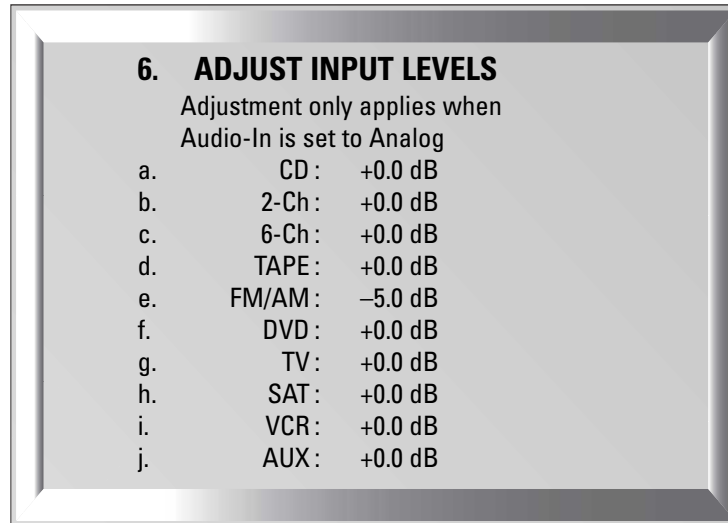 6. ADJUST INPUT LEVELS
Adjustment only applies when
Audio-In is set to Analog
a. CD : +0.0 dB
b. 2-Ch : +0.0 dB
c. 6-Ch : +0.0 dB
d. TAPE : +0.0 dB
e. FM/AM : –5.0 dB
f. DVD : +0.0 dB
g. TV : +0.0 dB
h. SAT : +0.0 dB
i. VCR : +0.0 dB
j. AUX : +0.0 dB